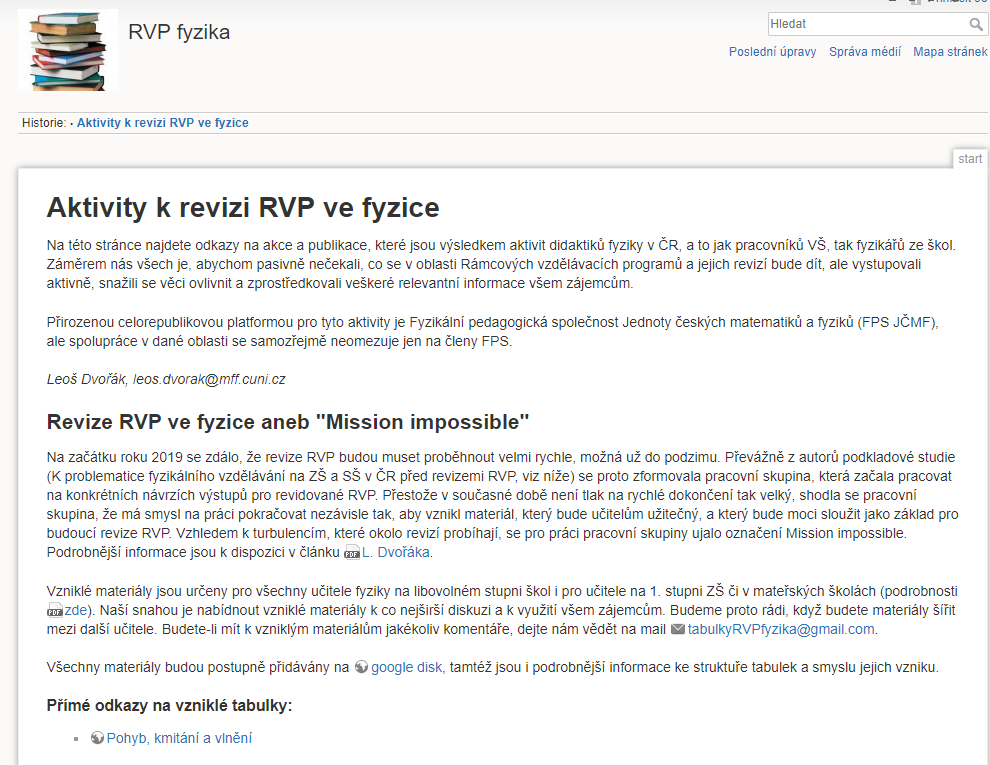 RVP fyzika
Hledat
Poslední úpravy Správa médií Mapa stránek
Historie: • Aktivity k revizi RVP ve fyzice
start
Aktivity k revizi RVP ve fyzice
Na této stránce najdete odkazy na akce a publikace, které jsou výsledkem aktivit didaktiků fyziky v ČR, a to jak pracovníků VŠ, tak fyzikářů ze škol.
Záměrem nás všech je, abychom pasivně nečekali, co se v oblasti Rámcových vzdělávacích programů a jejich revizí bude dít, ale vystupovali
aktivně, snažili se věci ovlivnit a zprostředkovali veškeré relevantní informace všem zájemcům.
Přirozenou celorepublikovou platformou pro tyto aktivity je Fyzikální pedagogická společnost Jednoty českých matematiků a fyziků (FPS JČMF),
ale spolupráce v dané oblasti se samozřejmě neomezuje jen na členy FPS.
Leoš Dvořák, leos.dvorak@mff.cuni.cz
Revize RVP ve fyzice aneb "Mission impossible"
Na začátku roku 2019 se zdálo, že revize RVP budou muset proběhnout velmi rychle, možná už do podzimu. Převážně z autorů podkladové studie
(K problematice fyzikálního vzdělávání na ZŠ a SŠ v ČR před revizemi RVP, viz níže) se proto zformovala pracovní skupina, která začala pracovat
na konkrétních návrzích výstupů pro revidované RVP. Přestože v současné době není tlak na rychlé dokončení tak velký, shodla se pracovní
skupina, že má smysl na práci pokračovat nezávisle tak, aby vznikl materiál, který bude učitelům užitečný, a který bude moci sloužit jako základ pro
budoucí revize RVP. Vzhledem k turbulencím, které okolo revizí probíhají, se pro práci pracovní skupiny ujalo označení Mission impossible.
Podrobnější informace jsou k dispozici v článku PDF L. Dvořáka.
Vzniklé materiály jsou určeny pro všechny učitele fyziky na libovolném stupni škol i pro učitele na 1. stupni ZŠ či v mateřských školách (podrobnosti
PDF zde). Naší snahou je nabídnout vzniklé materiály k co nejširší diskuzi a k využití všem zájemcům. Budeme proto rádi, když budete materiály šířit
mezi další učitele. Budete-li mít k vzniklým materiálům jakékoliv komentáře, dejte nám vědět na mail tabulkyRVPfyzika@gmail.com.
Všechny materiály budou postupně přidávány na google disk, tamtéž jsou i podrobnější informace ke struktuře tabulek a smyslu jejich vzniku.
Přímé odkazy na vzniklé tabulky:
Pohyb, kmitání a vlnění